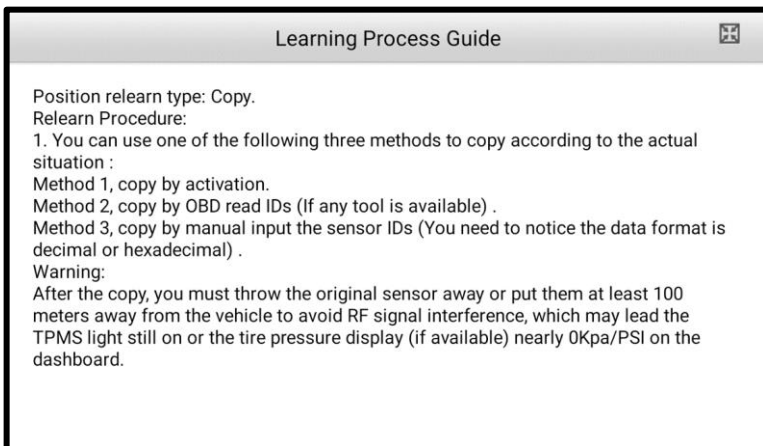 Learning Process Guide
Position relearn type: Copy.
Relearn Procedure:
1. You can use one of the following three methods to copy according to the actual
situation :
Method 1, copy by activation.
Method 2, copy by OBD read IDs (If any tool is available) .
Method 3, copy by manual input the sensor IDs (You need to notice the data format is
decimal or hexadecimal) .
Warning:
After the copy, you must throw the original sensor away or put them at least 100
meters away from the vehicle to avoid RF signal interference, which may lead the
TPMS light still on or the tire pressure display (if available) nearly 0Kpa/PSI on the
dashboard.